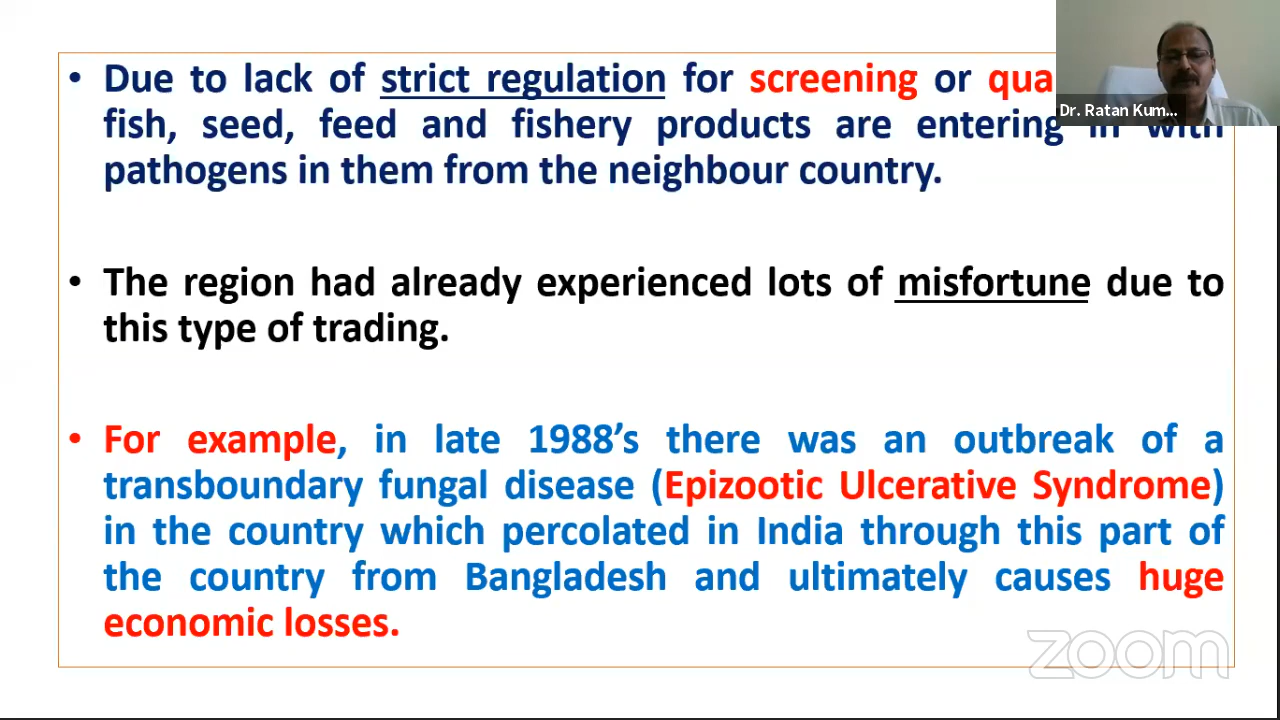 • Due to lack of strict regulation for screening or
fish, seed, feed and fishery products are entering in with
pathogens in them from the neighbour country.
• The region had already experienced lots of misfortune due to
this type of trading.
• For example, in late 1988’s there was an outbreak of a
transboundary fungal disease (Epizootic Ulcerative Syndrome)
in the country which percolated in India through this part of
the country from Bangladesh and ultimately causes huge
economic losses.
Dr. Ratan Kum...
zoom